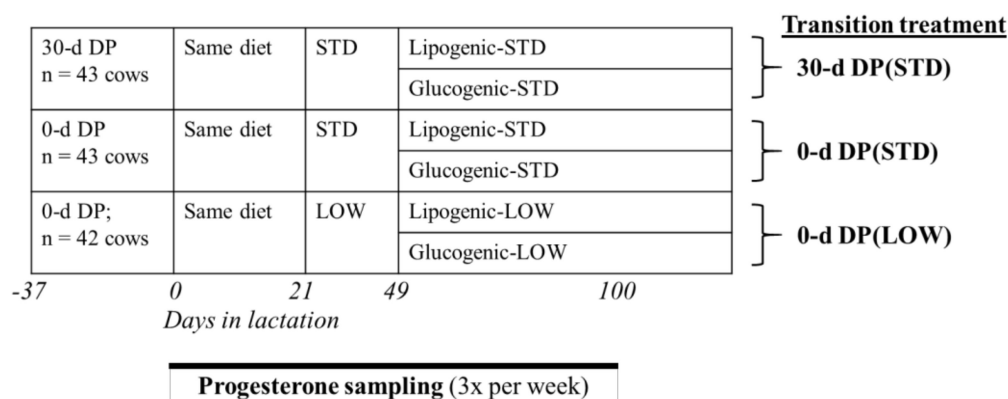 Transition treatment
30-d DP
n = 43 cows
Same diet
STD
Lipogenic-STD
Glucogenic-STD
30-d DP(STD)
0-d DP
n = 43 cows
Same diet
STD
Lipogenic-STD
Glucogenic-STD
0-d DP(STD)
0-d DP;
n = 42 cows
Same diet
LOW
Lipogenic-LOW
Glucogenic-LOW
0-d DP(LOW)
-37 0 21 49 100
Days in lactation
Progesterone sampling (3x per week)